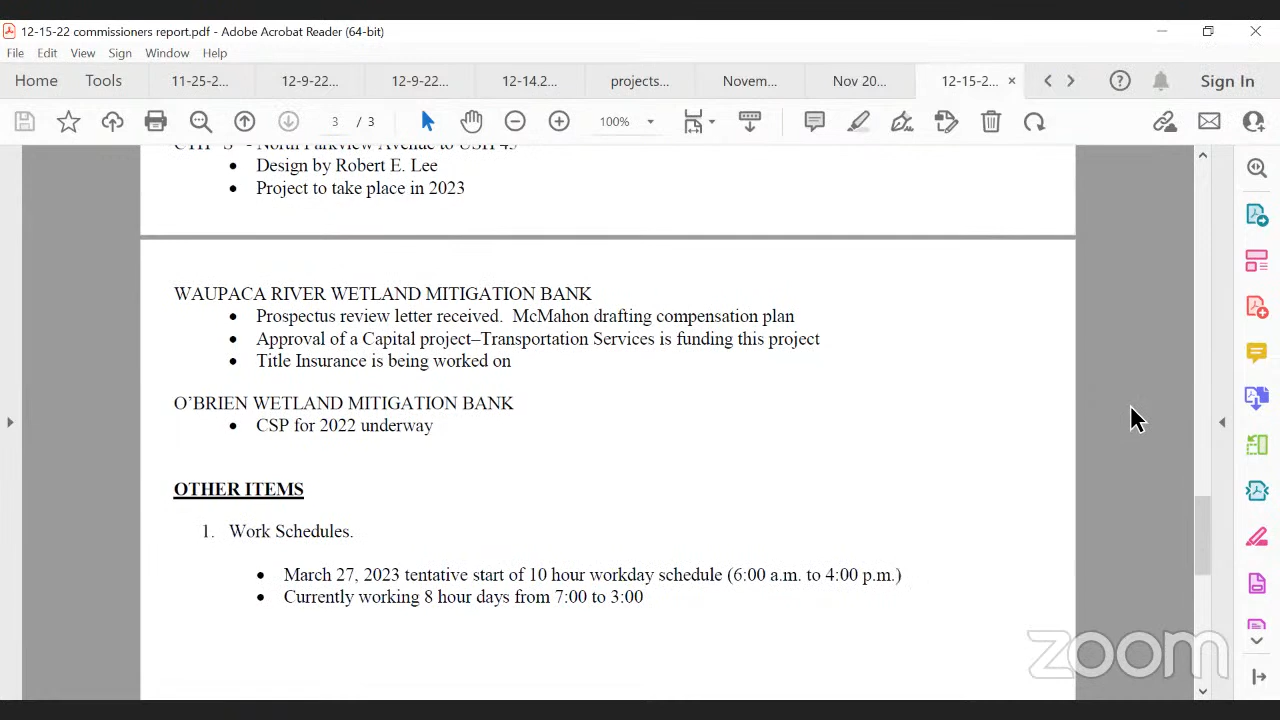 12-15-22 commissioners report.pdf - Adobe Acrobat Reader (64-bit)
File Edit View Sign Window Help
Home Tools 11-25-2... 12-9-22... 12-9-22... 12-14.2... projects... Novem... Nov 20... 12-15-2... × Sign In
3 / 3 100%
• Design by Robert E. Lee
• Project to take place in 2023
WAUPACA RIVER WETLAND MITIGATION BANK
• Prospectus review letter received. McMahon drafting compensation plan
• Approval of a Capital project–Transportation Services is funding this project
• Title Insurance is being worked on
O’BRIEN WETLAND MITIGATION BANK
• CSP for 2022 underway
OTHER ITEMS
1. Work Schedules.
• March 27, 2023 tentative start of 10 hour workday schedule (6:00 a.m. to 4:00 p.m.)
• Currently working 8 hour days from 7:00 to 3:00
zoom